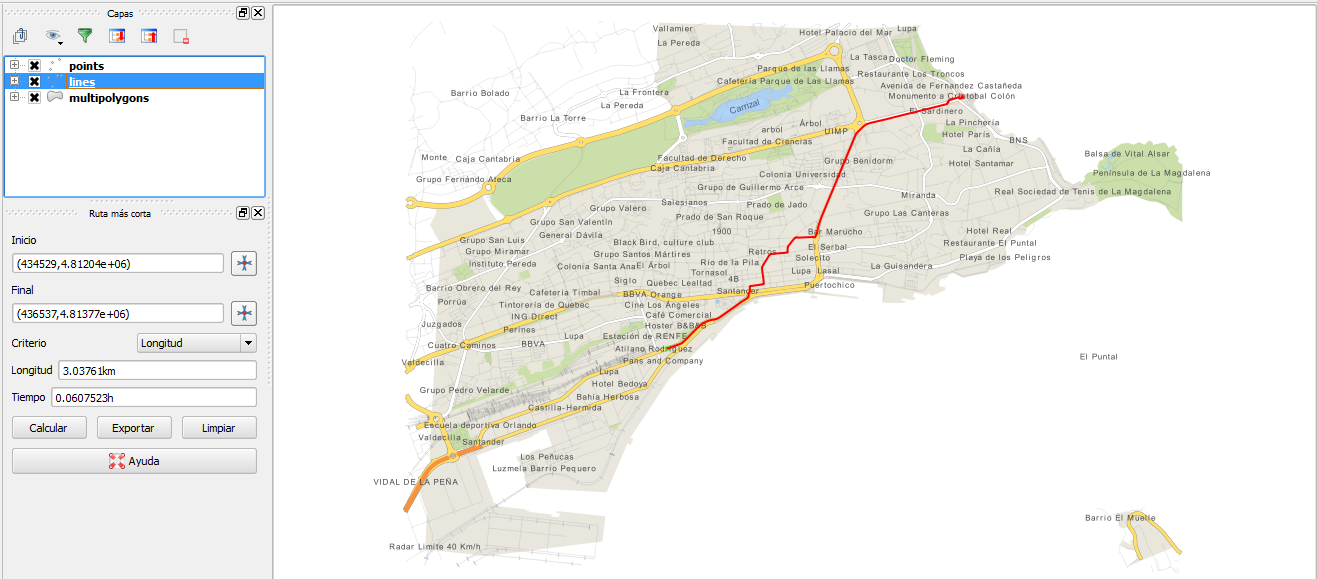 Capas
points
lines
multipolygons
Ruta más corta
Inicio
(434529,4.81204e+06)
Final
(436537,4.81377e+06)
Criterio
Longitud
Longitud
3.03761km
Tiempo
0.0607523h
Calcular
Exportar
Limpiar
Ayuda
Vallamier
La Pereda
Hotel Palacio del Mar
Lupa
La Tasca
Doctor Fleming
Parque de las Llamas
Restaurante Los Troncos
Cafetería Parque de Las Llamas
Avenida de Fernandez Castañeda
Monumento a Cristobal Colón
Barrio Bolado
La Frontera
La Pereda
Carrizal
El Sardinero
Barrio La Torre
La Pinchería
Árbol
arbol
UIMP
Hotel París
Facultad de Ciencias
BNS
La Cañía
Monte
Caja Cantabria
Facultad de Derecho
Caja Cantabria
Grupo Benidorm
Hotel Santamar
Balsa de Vital Alsar
Península de La Magdalena
Colonia Universidad
Grupo Fernándo Ateca
Grupo de Guillermo Arce
Miranda
Real Sociedad de Tenis de La Magdalena
Salesianos
Prado de Jado
Grupo Valero
Grupo Las Canteras
Prado de San Roque
Grupo San Valentín
General Dávila
1900
Bar Marucho
Hotel Real
Grupo San Luis
Black Bird, culture club
Restaurante El Puntal
Grupo Miramar
Grupo Santos Mártires
Retros
El Serbal
Solecito
Playa de los Peligros
Instituto Pereda
Colonia Santa Ana
El Árbol
Rio de la Pila
Tornasol
Lupa
Lasal
La Guisandera
Siglo
Quebec Lealtad
4B
Puertochico
Barrio Obrero del Rey
Cafetería Timbal
BBVA
Orange
Santander
Porrúa
Tintorería de Quebec
Cine Los Ángeles
ING Direct
Café Comercial
Juzgados
Perines
Hoster B&B&B
Lupa
Estación de RENFE
Cuatro Caminos
BBVA
Atilano Rodríguez
Valdecilla
Pans and Company
El Puntal
Lupa
Grupo Pedro Velarde
Hotel Bedoya
Bahía Herbosa
Castilla-Hermida
Escuela deportiva Orlando
Valdecilla
Santander
Los Peñucas
Luzmela Barrio Pequero
VIDAL DE LA PEÑA
Barrio El Muelle
Radar Limite 40 Km/h